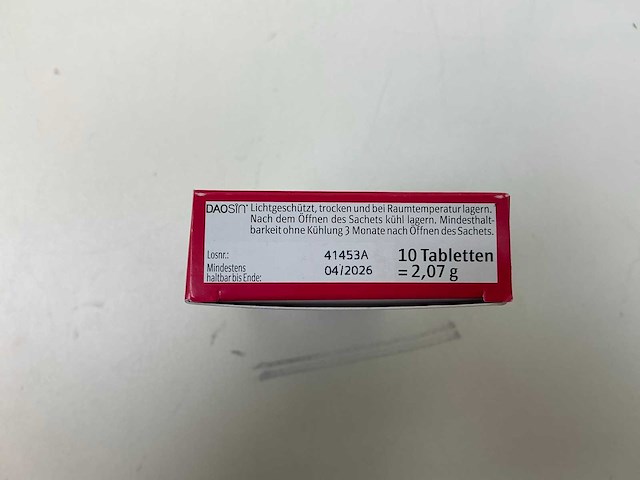 DAOSiN® Lichtgeschützt, trocken und bei Raumtemperatur lagern.
Nach dem Öffnen des Sachets kühl lagern. Mindesthalt-
barkeit ohne Kühlung 3 Monate nach Öffnen des Sachets.
Losnr.: 41453A 10 Tabletten
Mindestens 04/2026 = 2,07 g
haltbar bis Ende: